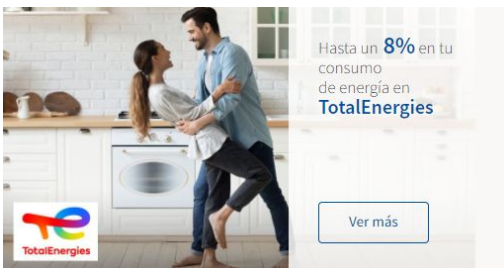 Hasta un 8% en tu
consumo
de energía en
TotalEnergies
Ver más
TotalEnergies